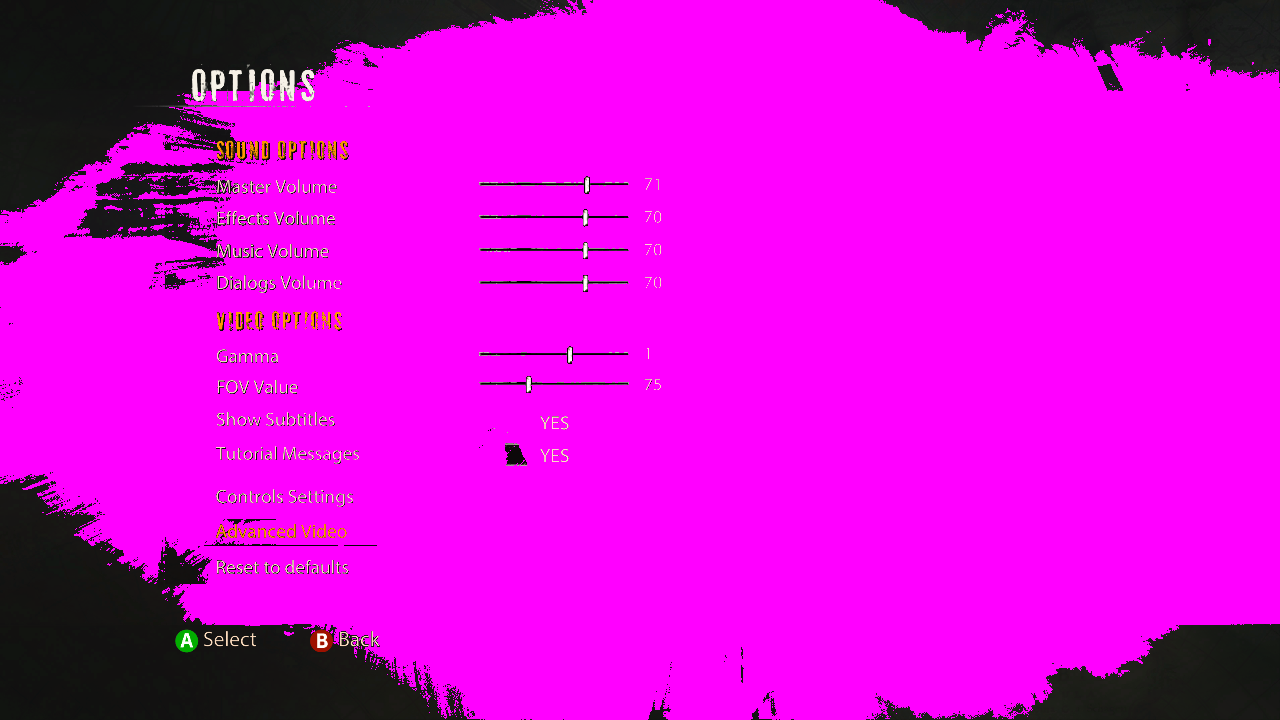 OPTIONS
SOUND OPTIONS
Master Volume 71
Effects Volume 70
Music Volume 70
Dialogs Volume 70
VIDEO OPTIONS
Gamma 1
FOV Value 75
Show Subtitles YES
Tutorial Messages YES
Controls Settings
Advanced Video
Reset to defaults
A Select B Back